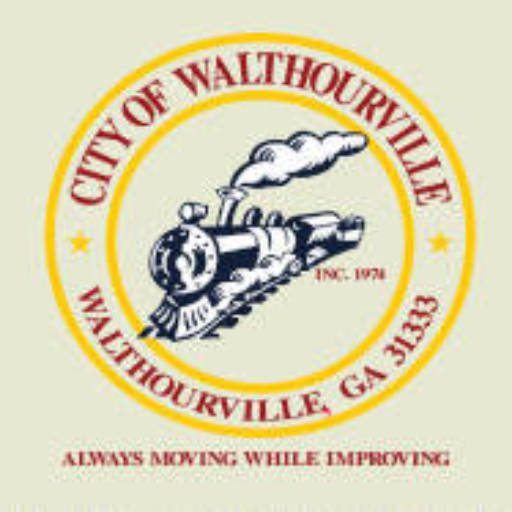 CITY OF WALTHOURVILLE
INC. 1974
WALTHOURVILLE, GA 31333
ALWAYS MOVING WHILE IMPROVING